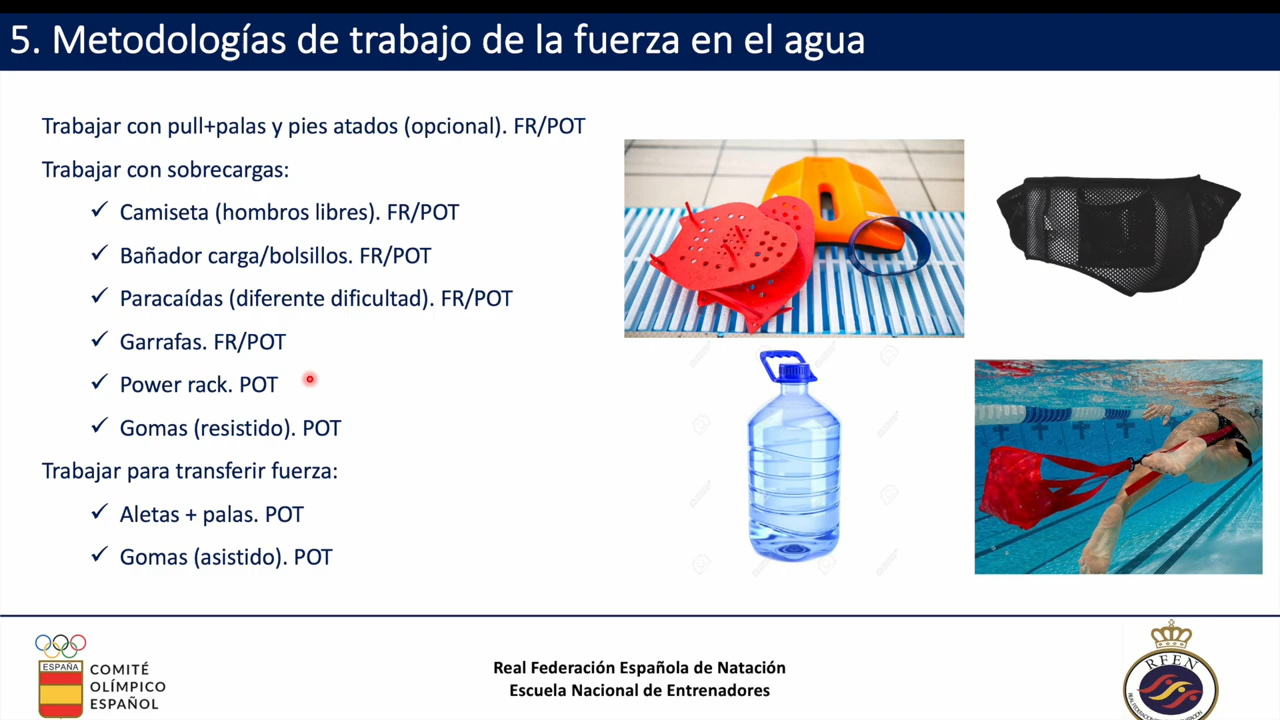 5. Metodologías de trabajo de la fuerza en el agua
Trabajar con pull+palas y pies atados (opcional). FR/POT
Trabajar con sobrecargas:
✓ Camiseta (hombros libres). FR/POT
✓ Bañador carga/bolsillos. FR/POT
✓ Paracaídas (diferente dificultad). FR/POT
✓ Garrafas. FR/POT
✓ Power rack. POT
✓ Gomas (resistido). POT
Trabajar para transferir fuerza:
✓ Aletas + palas. POT
✓ Gomas (asistido). POT
ESPAÑA
COMITÉ
OLÍMPICO
ESPAÑOL
Real Federación Española de Natación
Escuela Nacional de Entrenadores
RFEN